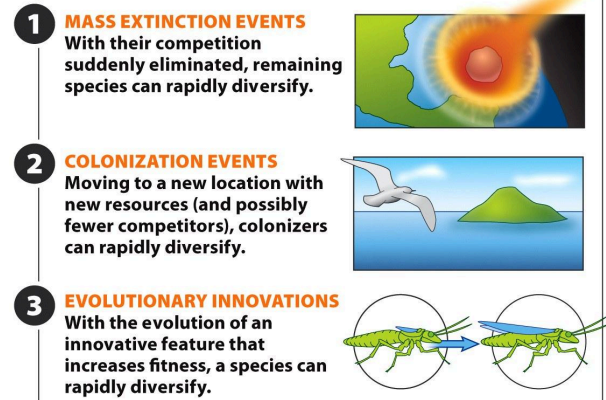 1 MASS EXTINCTION EVENTS
With their competition
suddenly eliminated, remaining
species can rapidly diversify.
2 COLONIZATION EVENTS
Moving to a new location with
new resources (and possibly
fewer competitors), colonizers
can rapidly diversify.
3 EVOLUTIONARY INNOVATIONS
With the evolution of an
innovative feature that
increases fitness, a species can
rapidly diversify.